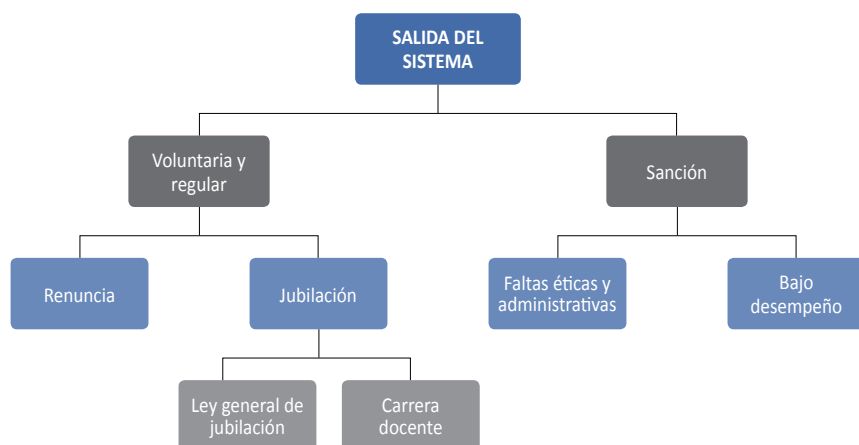 SALIDA DEL
SISTEMA
Voluntaria y
regular
Sanción
Renuncia
Jubilación
Faltas éticas y
administrativas
Bajo
desempeño
Ley general de
jubilación
Carrera
docente